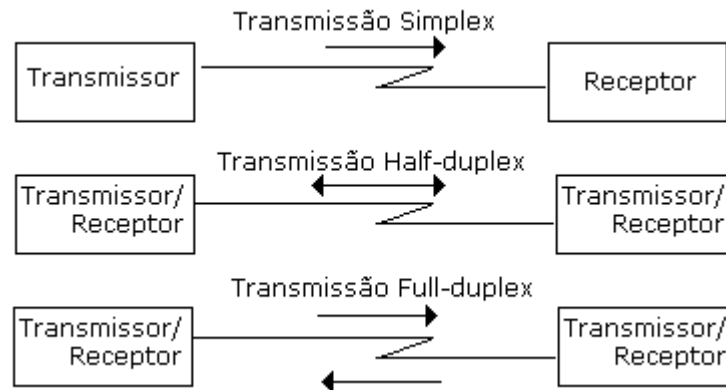 Transmissão Simplex
Transmissor
Receptor
Transmissão Half-duplex
Transmissor/
Receptor
Transmissor/
Receptor
Transmissão Full-duplex
Transmissor/
Receptor
Transmissor/
Receptor